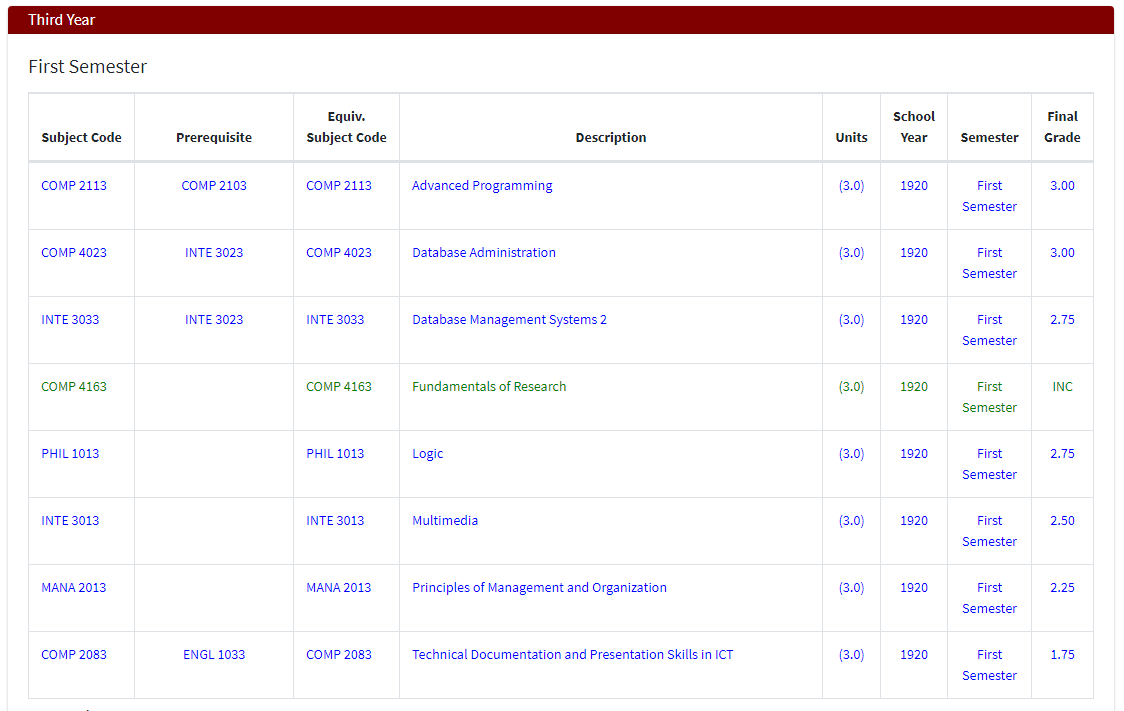 Third Year
First Semester
Subject Code Prerequisite Equiv. Subject Code Description Units School Year Semester Final Grade
COMP 2113 COMP 2103 COMP 2113 Advanced Programming (3.0) 1920 First Semester 3.00
COMP 4023 INTE 3023 COMP 4023 Database Administration (3.0) 1920 First Semester 3.00
INTE 3033 INTE 3023 INTE 3033 Database Management Systems 2 (3.0) 1920 First Semester 2.75
COMP 4163 COMP 4163 Fundamentals of Research (3.0) 1920 First Semester INC
PHIL 1013 PHIL 1013 Logic (3.0) 1920 First Semester 2.75
INTE 3013 INTE 3013 Multimedia (3.0) 1920 First Semester 2.50
MANA 2013 MANA 2013 Principles of Management and Organization (3.0) 1920 First Semester 2.25
COMP 2083 ENGL 1033 COMP 2083 Technical Documentation and Presentation Skills in ICT (3.0) 1920 First Semester 1.75